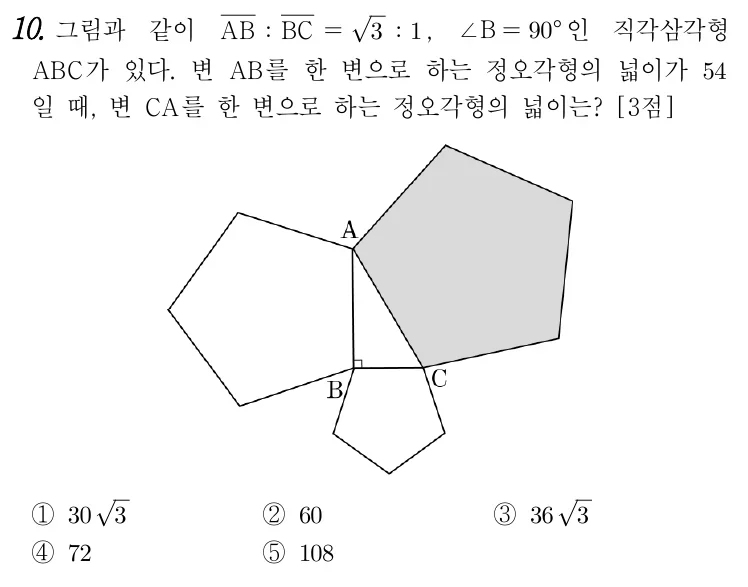 10. 그림과 같이 AB : BC = √3 : 1, ∠B = 90°인 직각삼각형
ABC가 있다. 변 AB를 한 변으로 하는 정오각형의 넓이가 54
일 때, 변 CA를 한 변으로 하는 정오각형의 넓이는? [3점]
A
B
C
① 30√3 ② 60 ③ 36√3
④ 72 ⑤ 108